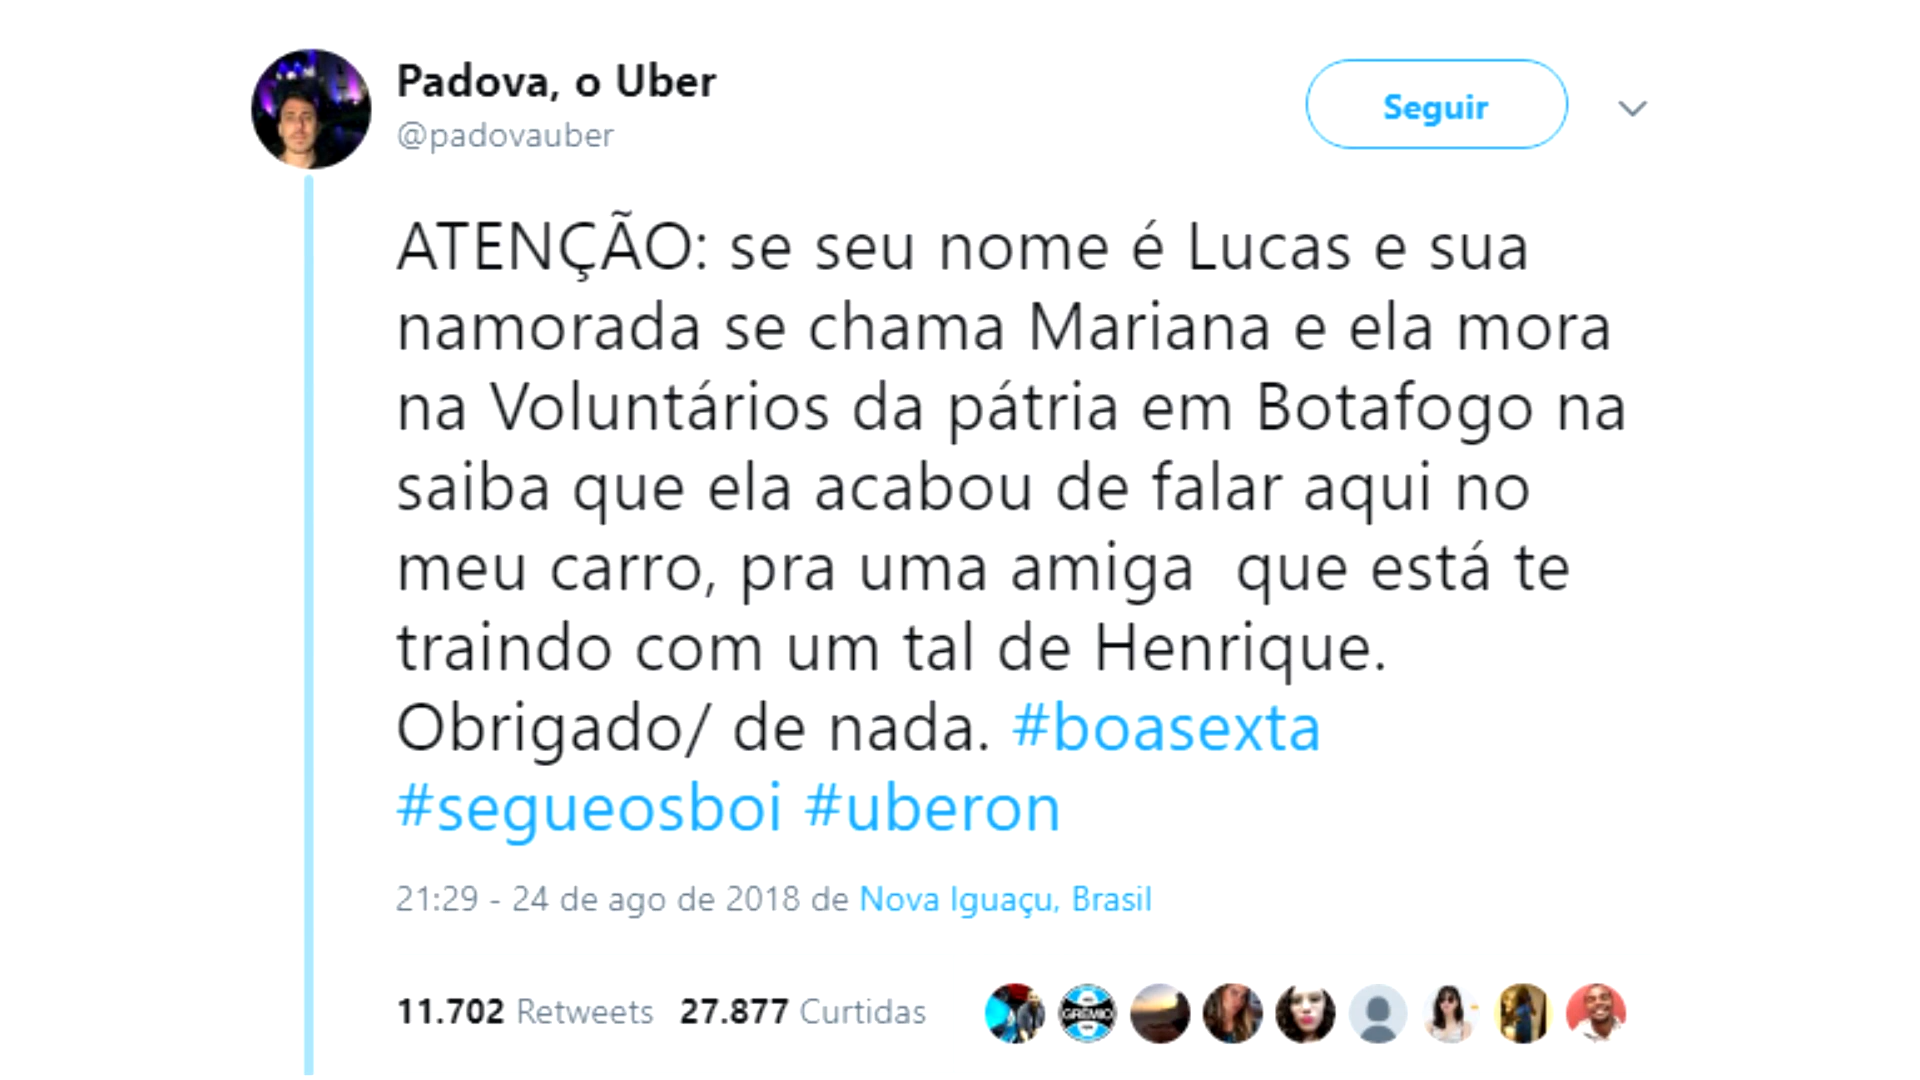 Padova, o Uber
@padovauber
Seguir
ATENÇÃO: se seu nome é Lucas e sua
namorada se chama Mariana e ela mora
na Voluntários da pátria em Botafogo na
saiba que ela acabou de falar aqui no
meu carro, pra uma amiga  que está te
traindo com um tal de Henrique.
Obrigado/ de nada. #boasexta
#segueosboi #uberon
21:29 - 24 de ago de 2018 de Nova Iguaçu, Brasil
11.702 Retweets 27.877 Curtidas
GRÊMIO